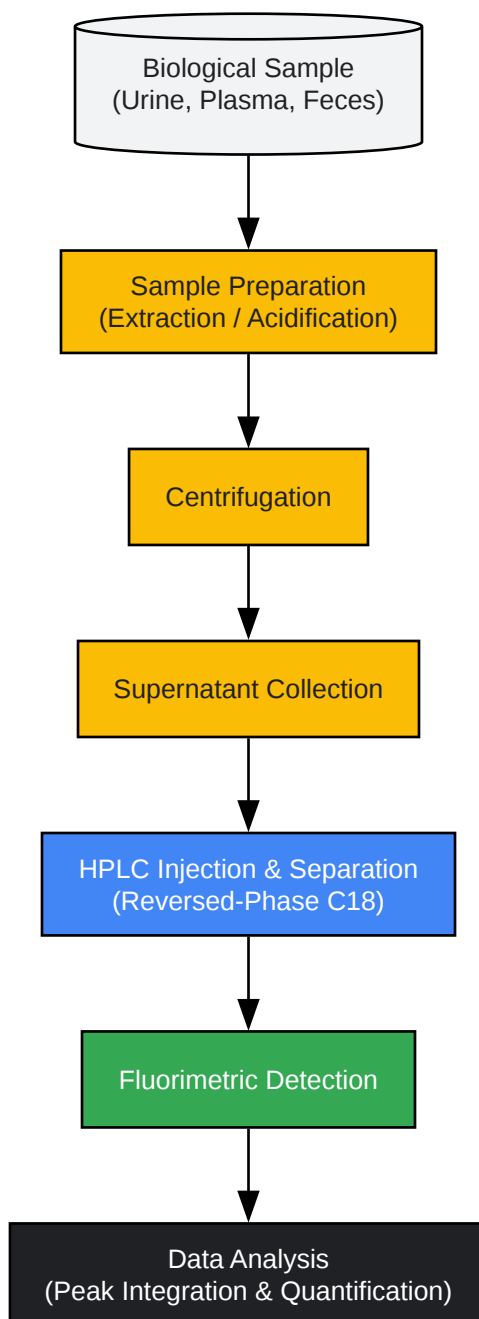 Biological Sample
(Urine, Plasma, Feces)
Sample Preparation
(Extraction / Acidification)
Centrifugation
Supernatant Collection
HPLC Injection & Separation
(Reversed-Phase C18)
Fluorimetric Detection
Data Analysis
(Peak Integration & Quantification)